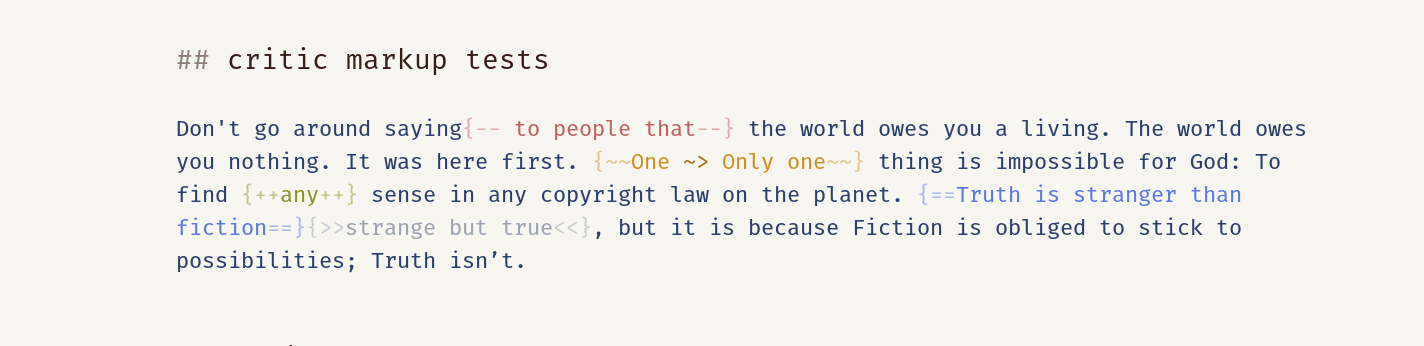 ## critic markup tests
Don't go around saying{-- to people that--} the world owes you a living. The world owes
you nothing. It was here first. {~~One ~> Only one~~} thing is impossible for God: To
find {++any++} sense in any copyright law on the planet. {==Truth is stranger than
fiction==}{>>strange but true<<}, but it is because Fiction is obliged to stick to
possibilities; Truth isn’t.